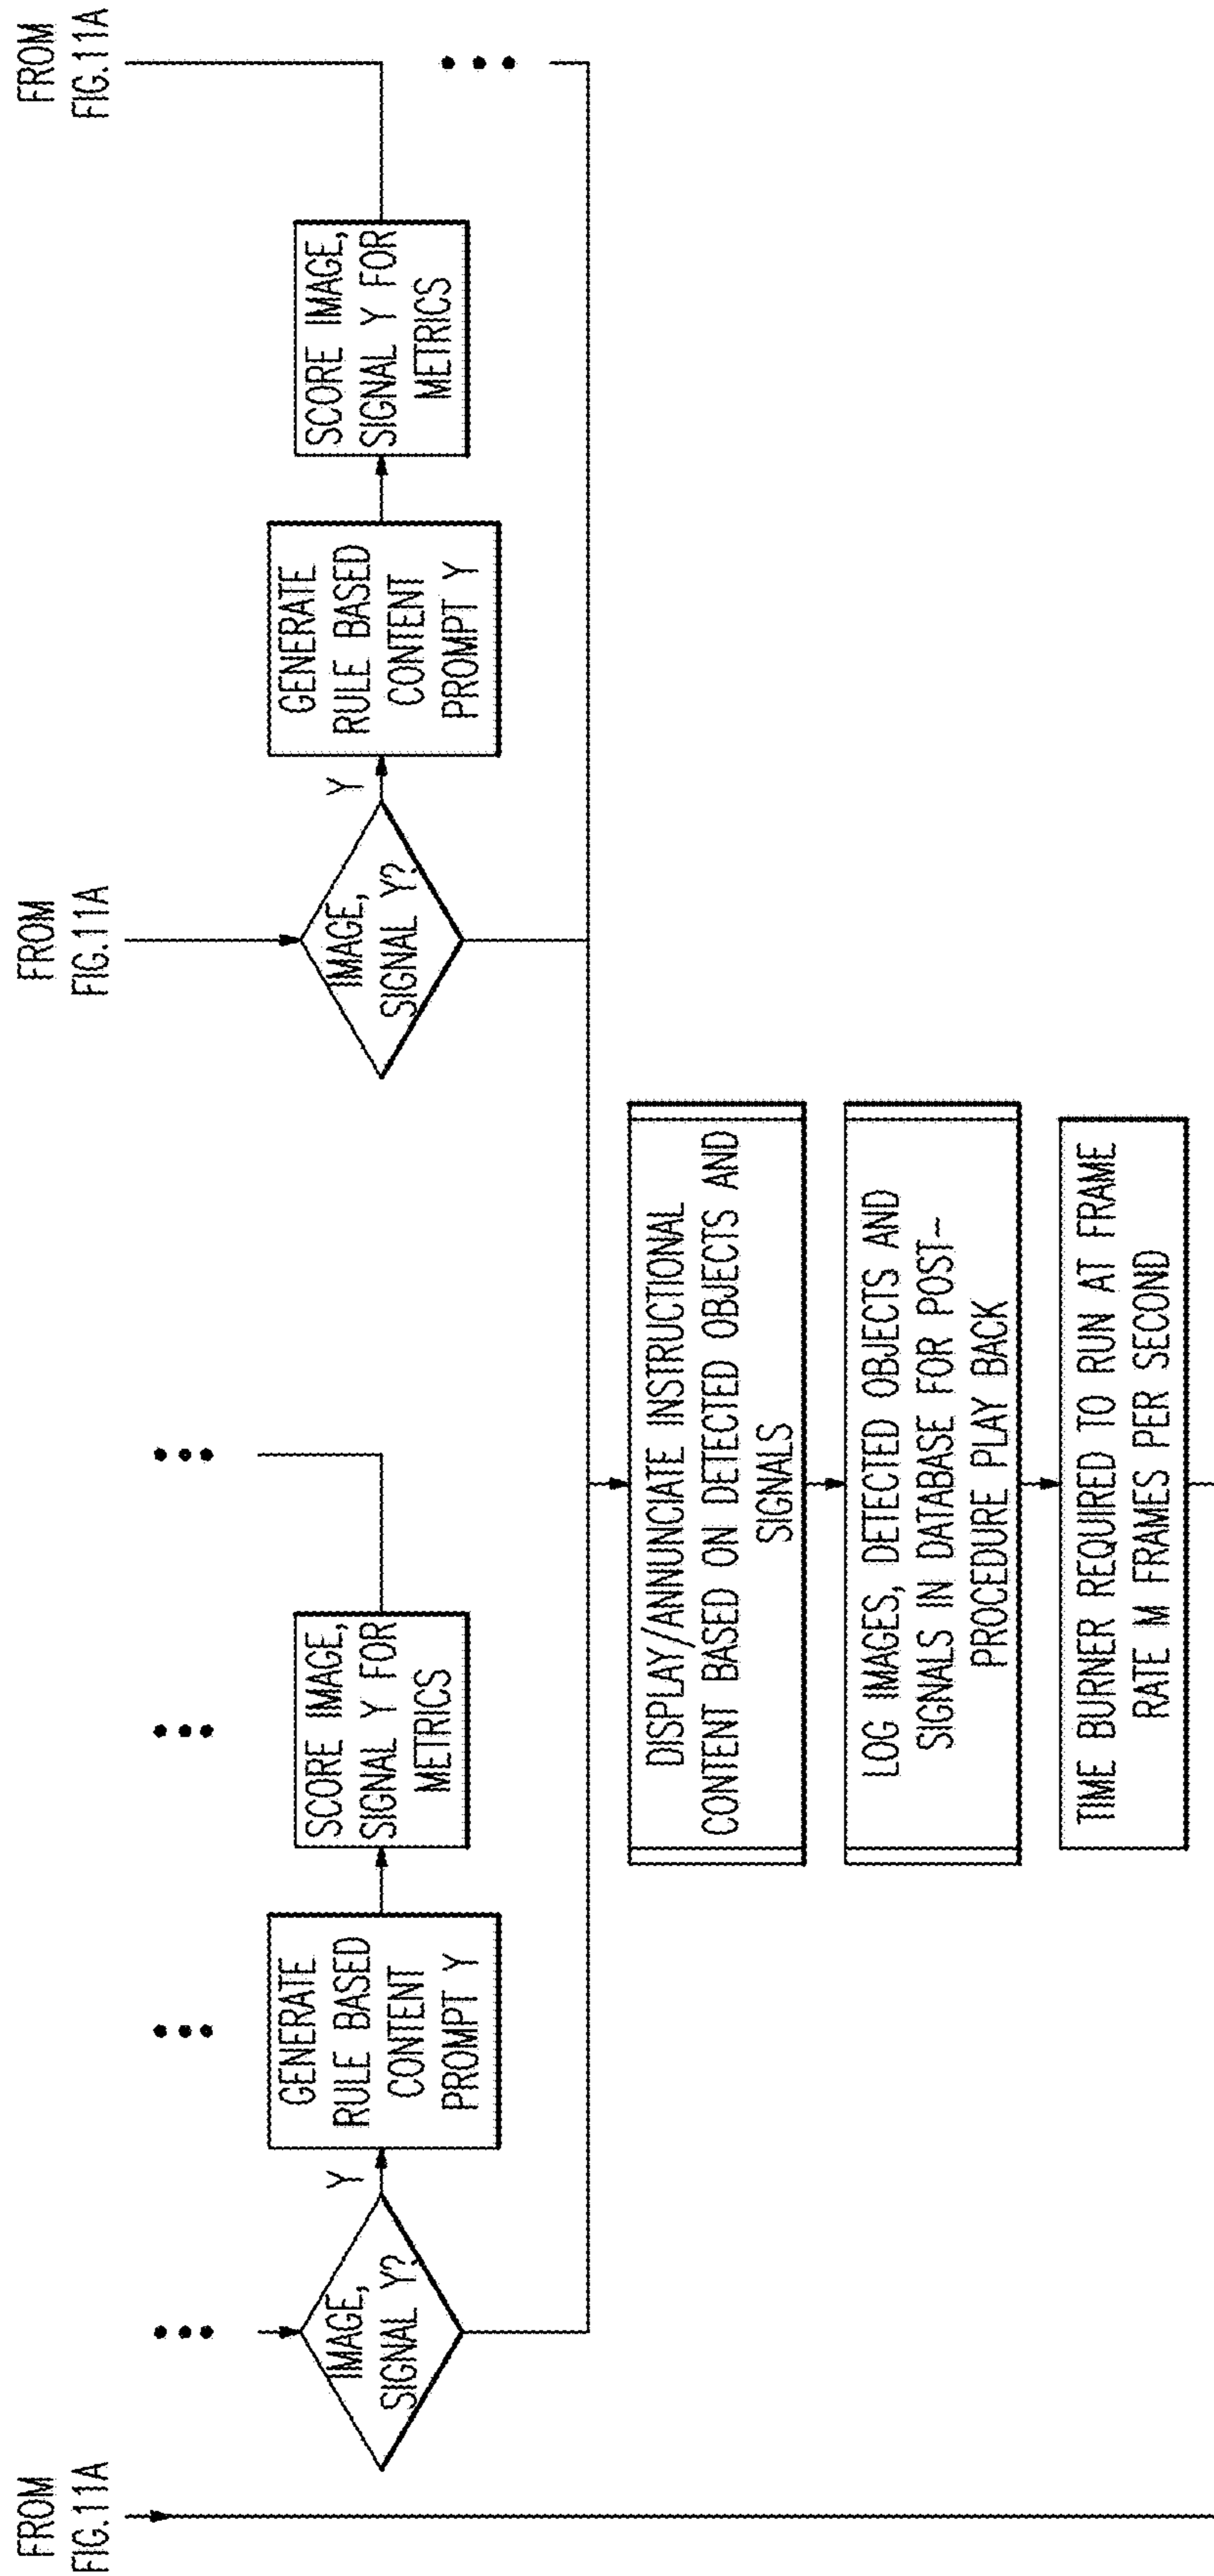 FROM
FIG.11A
FROM
FIG.11A
FROM
FIG.11A
IMAGE,
SIGNAL Y?
Y
GENERATE
RULE BASED
CONTENT
PROMPT Y
SCORE IMAGE,
SIGNAL Y FOR
METRICS
IMAGE,
SIGNAL Y?
Y
GENERATE
RULE BASED
CONTENT
PROMPT Y
SCORE IMAGE,
SIGNAL Y FOR
METRICS
DISPLAY/ANNUNCIATE INSTRUCTIONAL
CONTENT BASED ON DETECTED OBJECTS AND
SIGNALS
LOG IMAGES, DETECTED OBJECTS AND
SIGNALS IN DATABASE FOR POST-
PROCEDURE PLAY BACK
TIME BURNER REQUIRED TO RUN AT FRAME
RATE M FRAMES PER SECOND